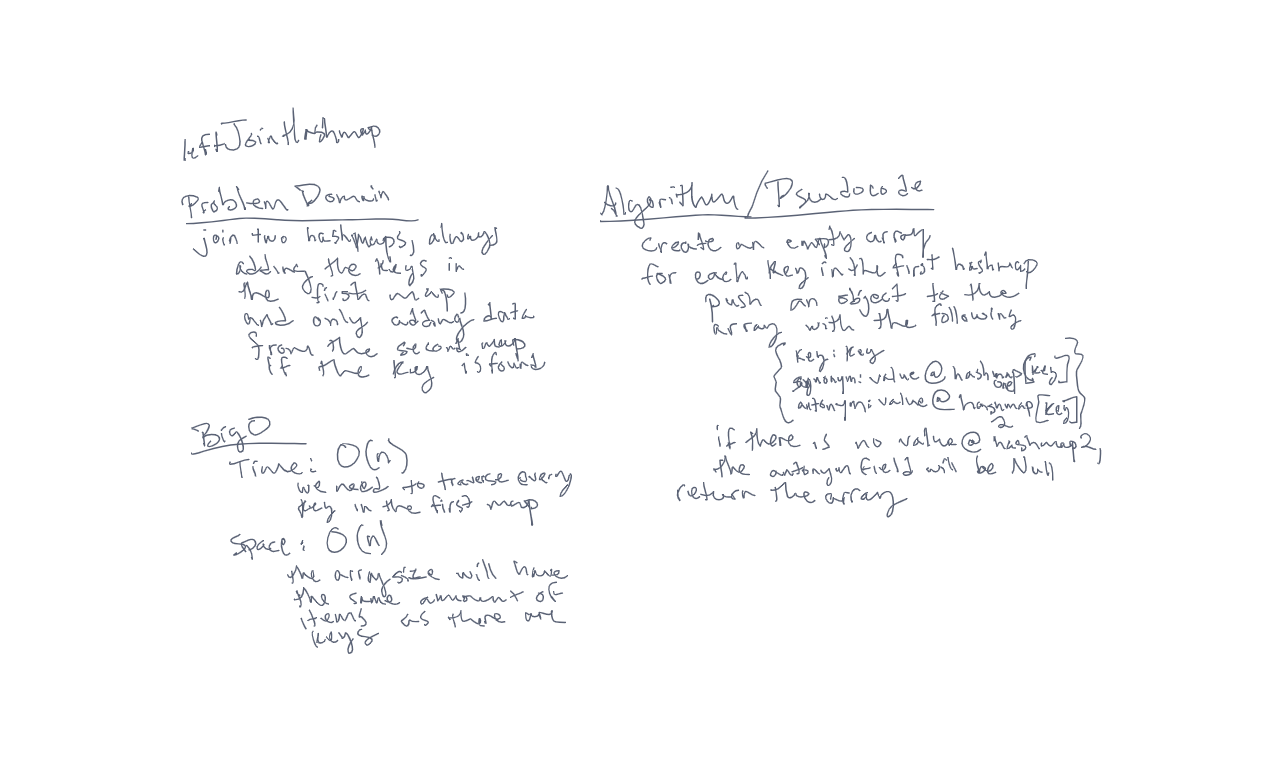 leftJoinHashmap
Problem Domain
join two hashmaps, always
adding the keys in
the first map,
and only adding data
from the second map
if the key is found
Big O
Time: O(n)
we need to traverse every
key in the first map
Space: O(n)
the array size will have
the same amount of
items as there are
keys
Algorithm/Pseudocode
create an empty array
for each key in the first hashmap
push an object to the
array with the following
{ key: key
synonym: value @ hashmap one [key]
antonym: value @ hashmap 2 [key] }
if there is no value @ hashmap2,
the antonym field will be Null
return the array